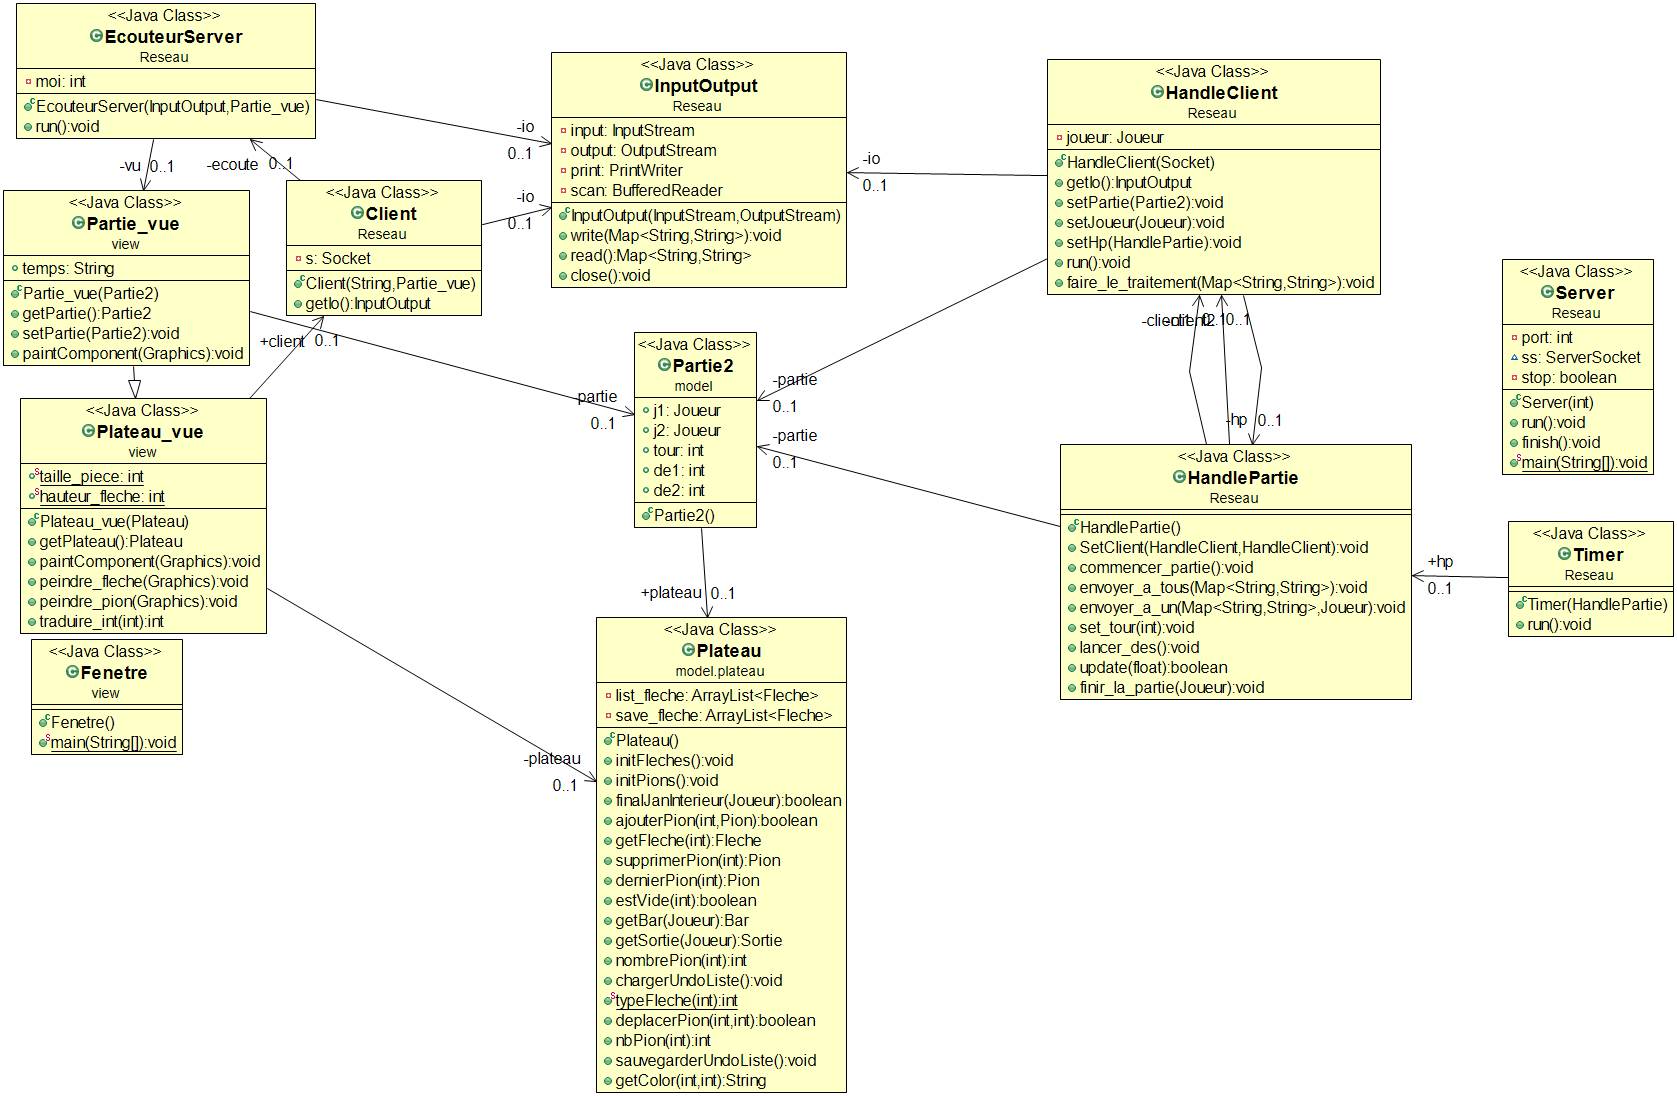 <<Java Class>>
EcouteurServer
Reseau
moi: int
EcouteurServer(InputOutput,Partie_vue)
run():void
-io
0..1
-vu 0..1
-ecoute 0..1
<<Java Class>>
InputOutput
Reseau
input: InputStream
output: OutputStream
print: PrintWriter
scan: BufferedReader
InputOutput(InputStream,OutputStream)
write(Map<String,String>):void
read():Map<String,String>
close():void
<<Java Class>>
HandleClient
Reseau
joueur: Joueur
HandleClient(Socket)
getIo():InputOutput
setPartie(Partie2):void
setJoueur(Joueur):void
setHp(HandlePartie):void
run():void
faire_le_traitement(Map<String,String>):void
-io
0..1
<<Java Class>>
Partie_vue
view
temps: String
Partie_vue(Partie2)
getPartie():Partie2
setPartie(Partie2):void
paintComponent(Graphics):void
<<Java Class>>
Client
Reseau
s: Socket
Client(String,Partie_vue)
getIo():InputOutput
-io
0..1
+client 0..1
partie
0..1
<<Java Class>>
Partie2
model
j1: Joueur
j2: Joueur
tour: int
de1: int
de2: int
Partie2()
-partie
0..1
-partie
0..1
0..1
-hp 0..1
<<Java Class>>
Server
Reseau
port: int
ss: ServerSocket
stop: boolean
Server(int)
run():void
finish():void
main(String[]):void
<<Java Class>>
Plateau_vue
view
taille_piece: int
hauteur_fleche: int
Plateau_vue(Plateau)
getPlateau():Plateau
paintComponent(Graphics):void
peindre_fleche(Graphics):void
peindre_pion(Graphics):void
traduire_int(int):int
<<Java Class>>
HandlePartie
Reseau
HandlePartie()
SetClient(HandleClient,HandleClient):void
commencer_partie():void
envoyer_a_tous(Map<String,String>):void
envoyer_a_un(Map<String,String>,Joueur):void
set_tour(int):void
lancer_des():void
update(float):boolean
finir_la_partie(Joueur):void
+hp
0..1
<<Java Class>>
Timer
Reseau
Timer(HandlePartie)
run():void
<<Java Class>>
Fenetre
view
Fenetre()
main(String[]):void
+plateau 0..1
-plateau
0..1
<<Java Class>>
Plateau
model.plateau
list_fleche: ArrayList<Fleche>
save_fleche: ArrayList<Fleche>
Plateau()
initFleches():void
initPions():void
finalJanInterieur(Joueur):boolean
ajouterPion(int,Pion):boolean
getFleche(int):Fleche
supprimerPion(int):Pion
dernierPion(int):Pion
estVide(int):boolean
getBar(Joueur):Bar
getSortie(Joueur):Sortie
nombrePion(int):int
chargerUndoListe():void
typeFleche(int):int
deplacerPion(int,int):boolean
nbPion(int):int
sauvegarderUndoListe():void
getColor(int,int):String